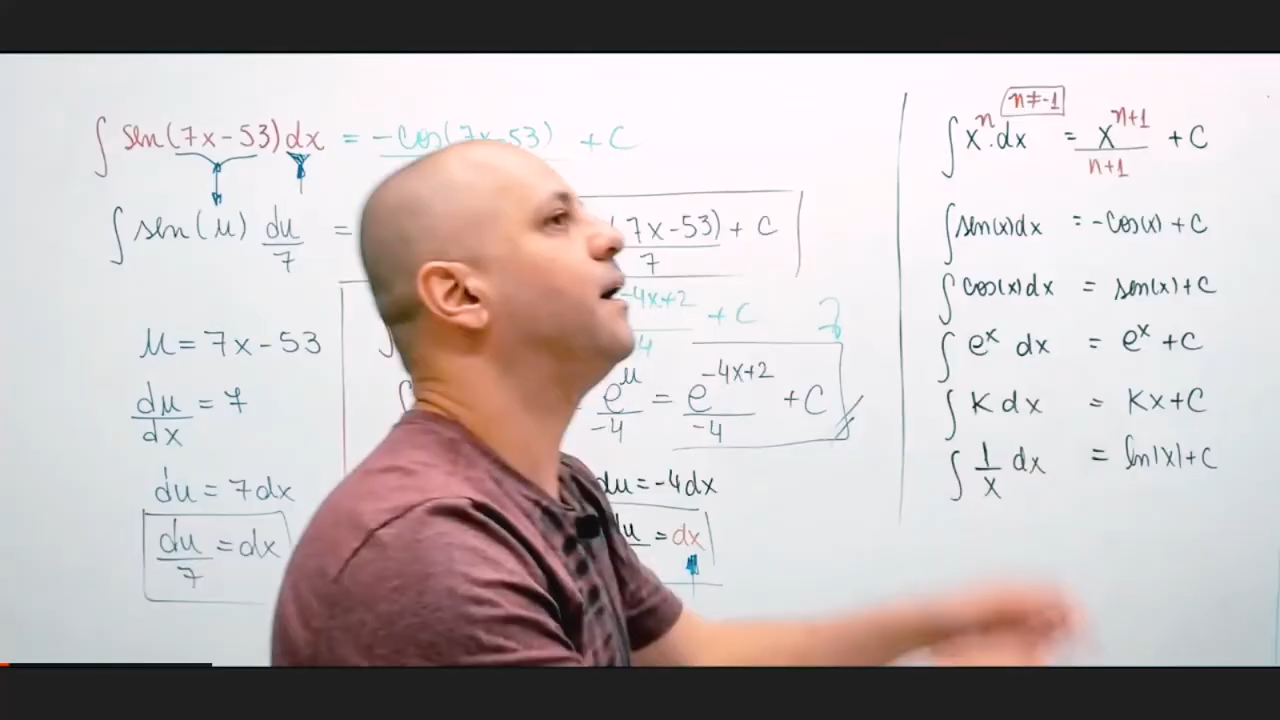 ∫ sen(7x-53)dx = -cos(7x-53) + C
∫ sen(u) du/7 = (7x-53)/7 + C
u = 7x-53
du/dx = 7
du = 7dx
du/7 = dx
-4x+2 + C
4
e^u/-4 = e^(-4x+2)/-4 + C
du = -4dx
du = dx
n≠-1
∫ x^n.dx = x^(n+1)/(n+1) + C
∫ sen(x)dx = -cos(x) + C
∫ cos(x)dx = sen(x) + C
∫ e^x dx = e^x + C
∫ K dx = Kx + C
∫ 1/x dx = ln|x| + C